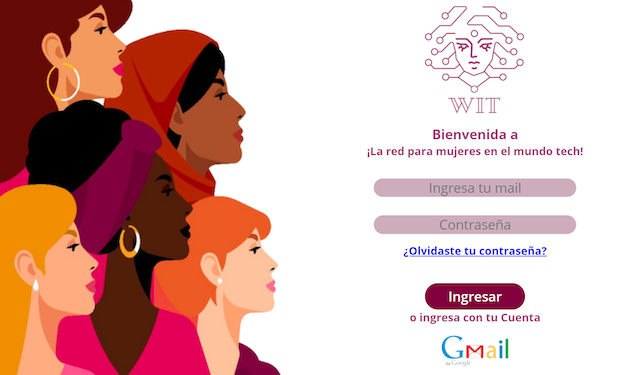 WIT
Bienvenida a
¡La red para mujeres en el mundo tech!
Ingresa tu mail
Contraseña
¿Olvidaste tu contraseña?
Ingresar
o ingresa con tu Cuenta
Gmail
by Google